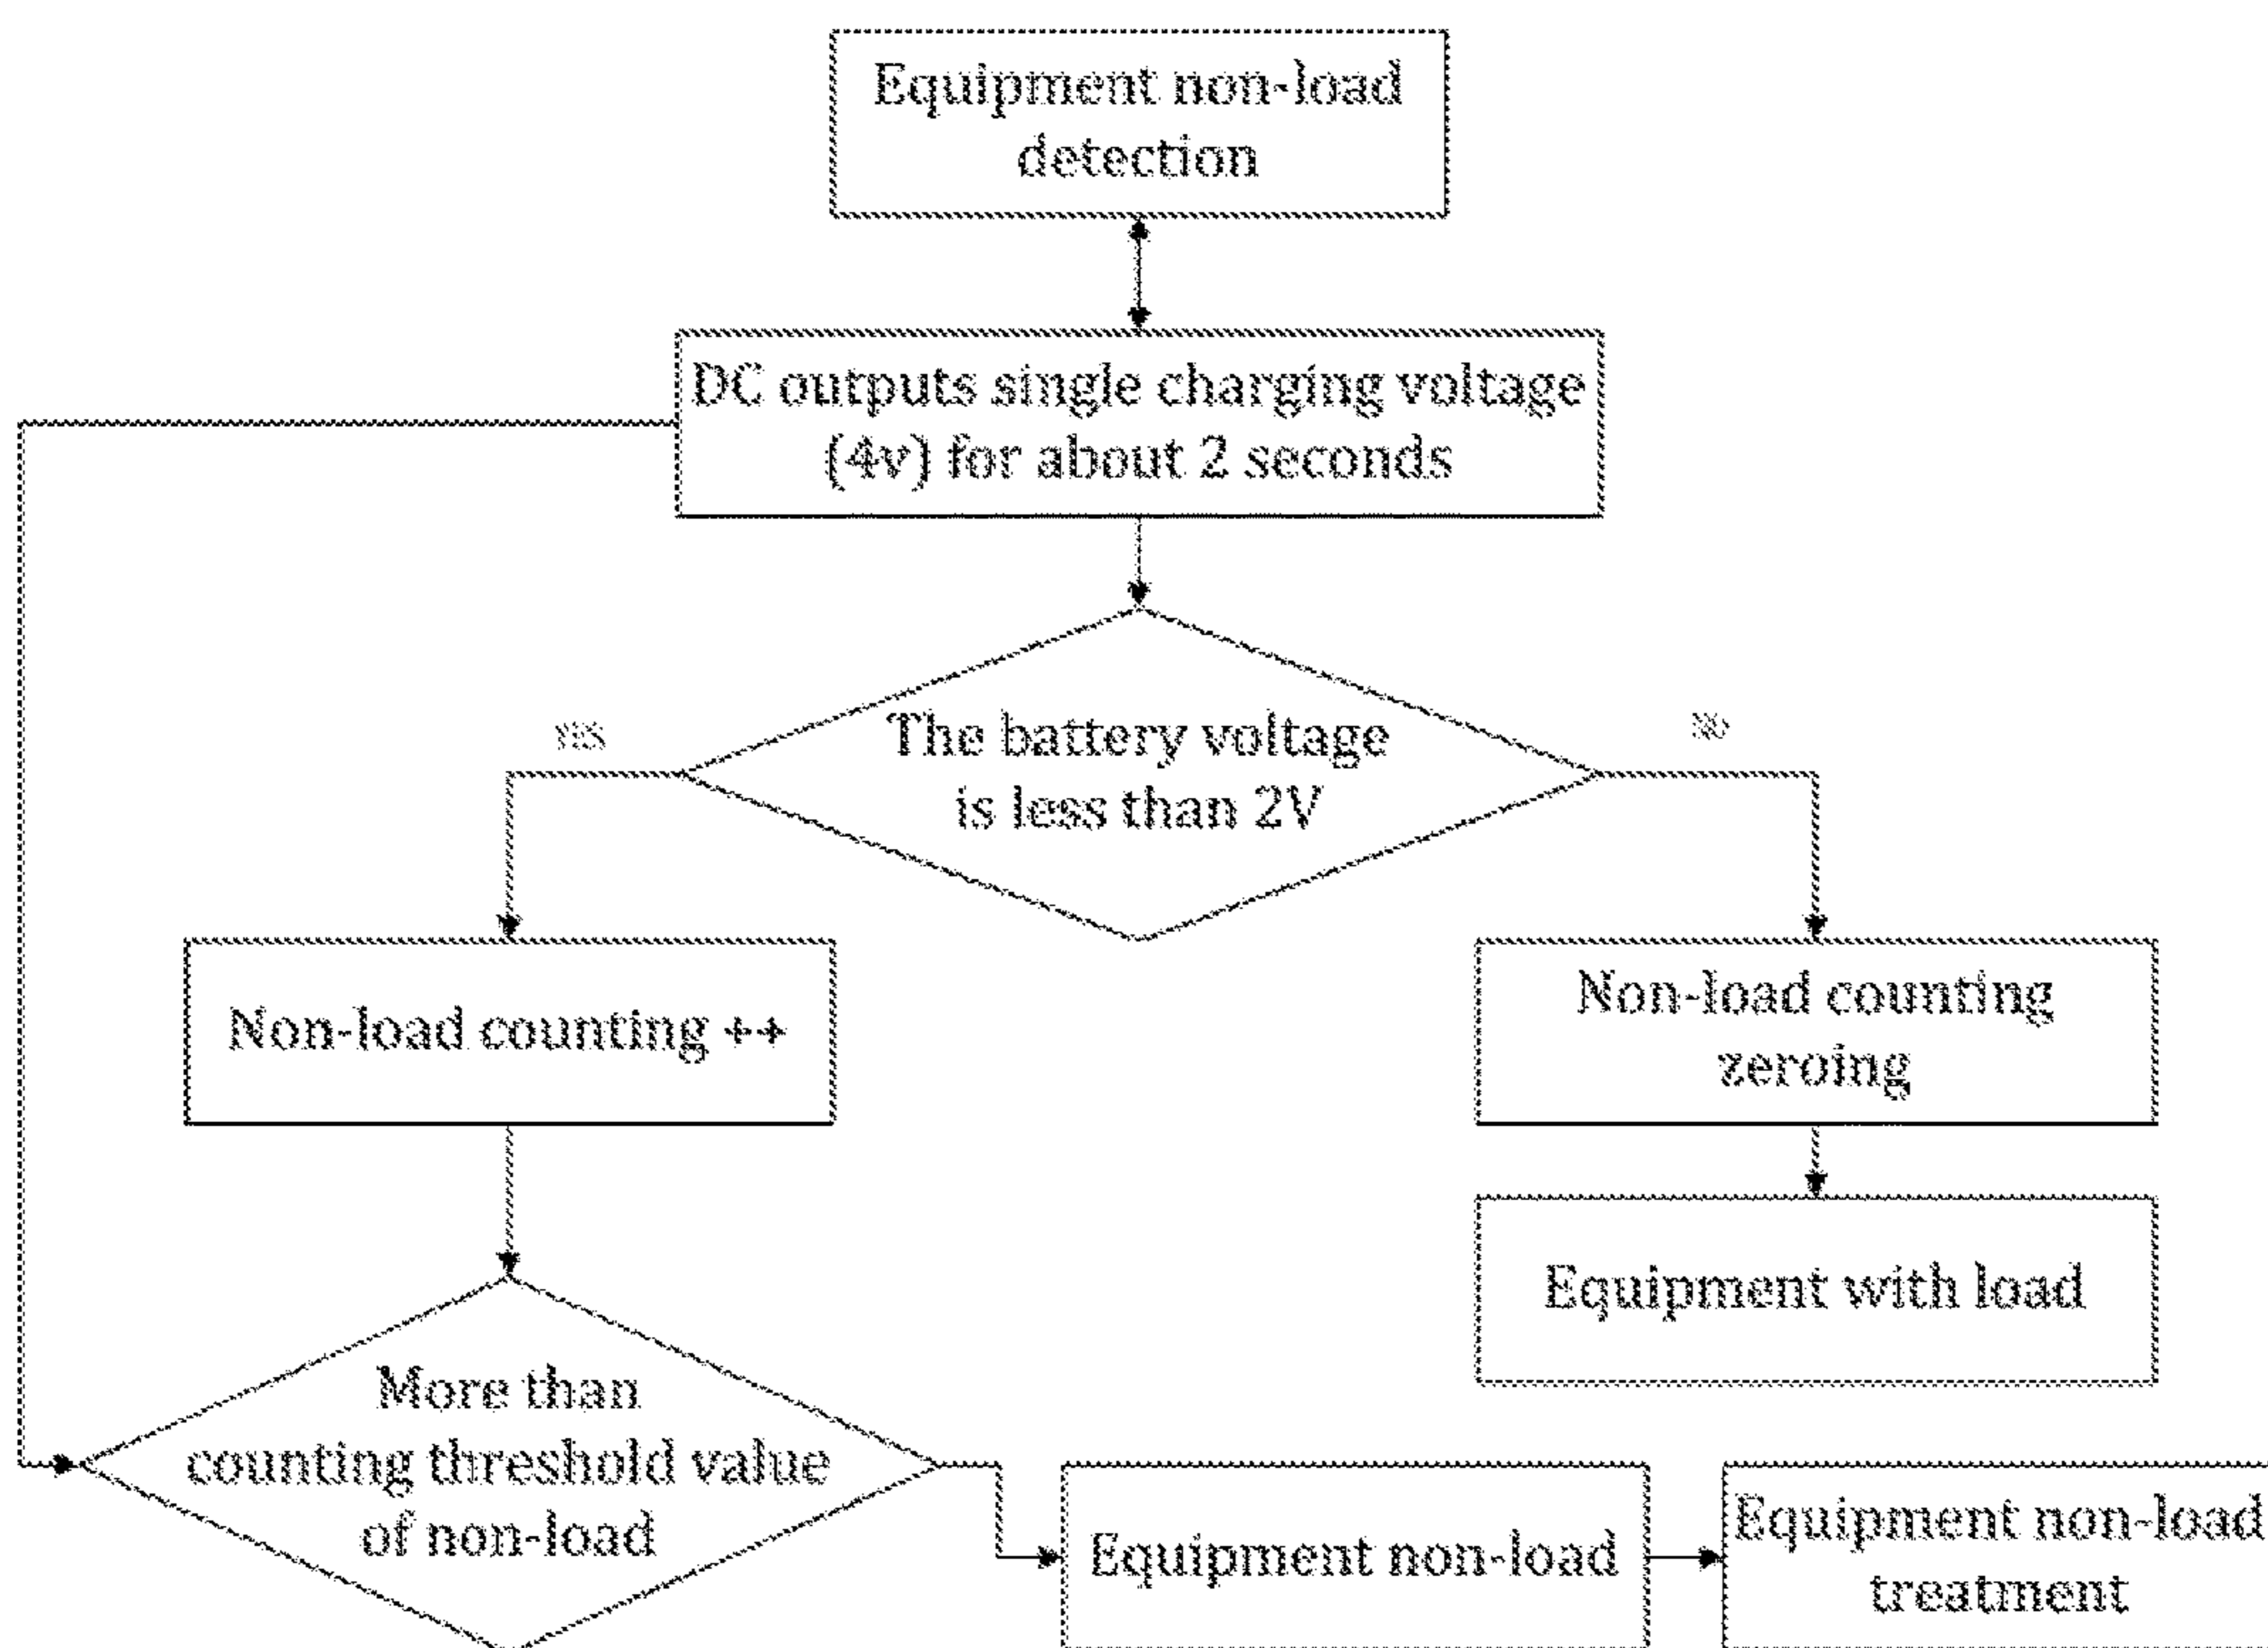 Equipment non-load
detection
DC outputs single charging voltage
(4v) for about 2 seconds
The battery voltage
is less than 2V
no
Non-load counting ++
Non-load counting
zeroing
Equipment with load
More than
counting threshold value
of non-load
Equipment non-load
Equipment non-load
treatment